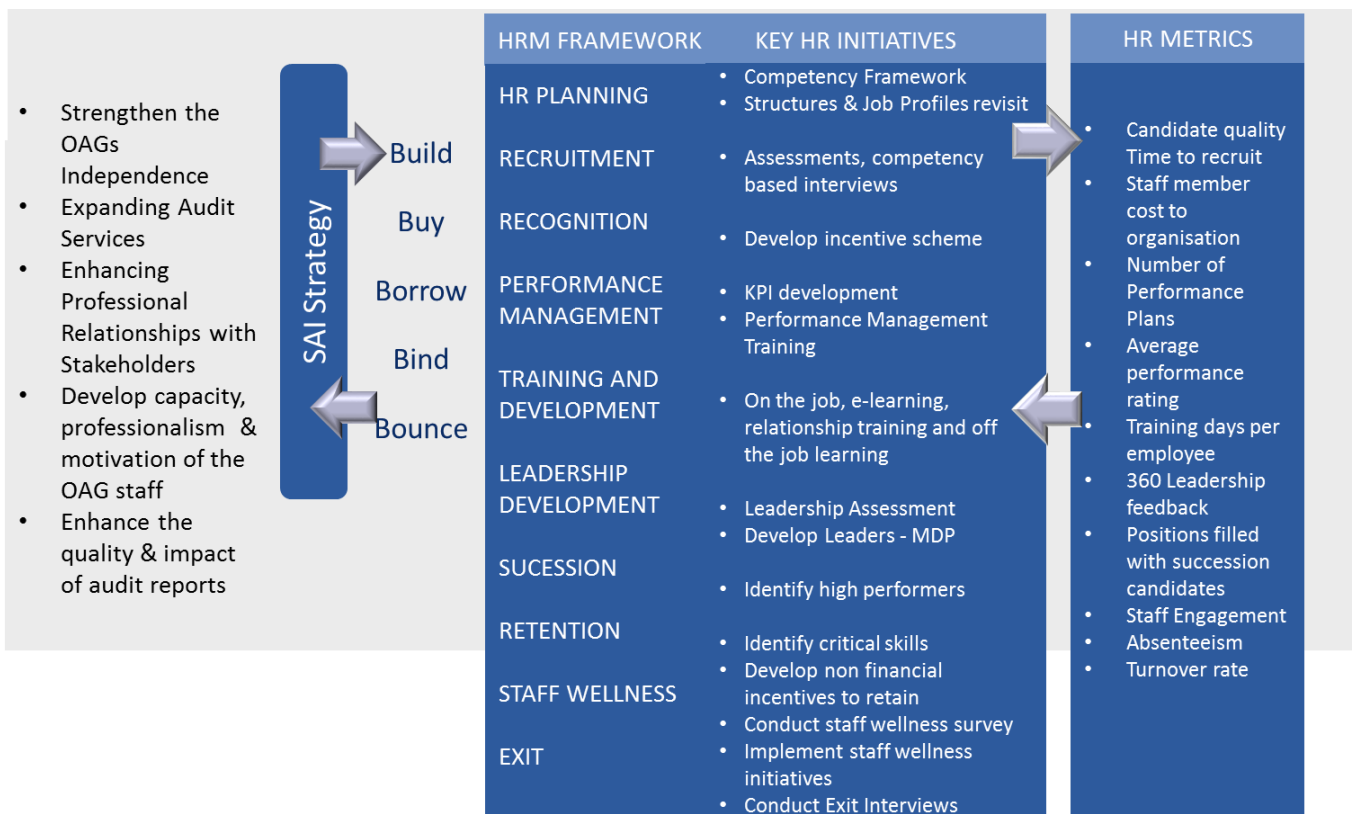 • Strengthen the
OAGs
Independence
• Expanding Audit
Services
• Enhancing
Professional
Relationships with
Stakeholders
• Develop capacity,
professionalism &
motivation of the
OAG staff
• Enhance the
quality & impact
of audit reports
SAI Strategy
Build
Buy
Borrow
Bind
Bounce
HRM FRAMEWORK
HR PLANNING
RECRUITMENT
RECOGNITION
PERFORMANCE
MANAGEMENT
TRAINING AND
DEVELOPMENT
LEADERSHIP
DEVELOPMENT
SUCESSION
RETENTION
STAFF WELLNESS
EXIT
KEY HR INITIATIVES
• Competency Framework
• Structures & Job Profiles revisit
• Assessments, competency
based interviews
• Develop incentive scheme
• KPI development
• Performance Management
Training
• On the job, e-learning,
relationship training and off
the job learning
• Leadership Assessment
• Develop Leaders - MDP
• Identify high performers
• Identify critical skills
• Develop non financial
incentives to retain
• Conduct staff wellness survey
• Implement staff wellness
initiatives
• Conduct Exit Interviews
HR METRICS
• Candidate quality
Time to recruit
• Staff member
cost to
organisation
• Number of
Performance
Plans
• Average
performance
rating
• Training days per
employee
• 360 Leadership
feedback
• Positions filled
with succession
candidates
• Staff Engagement
• Absenteeism
• Turnover rate